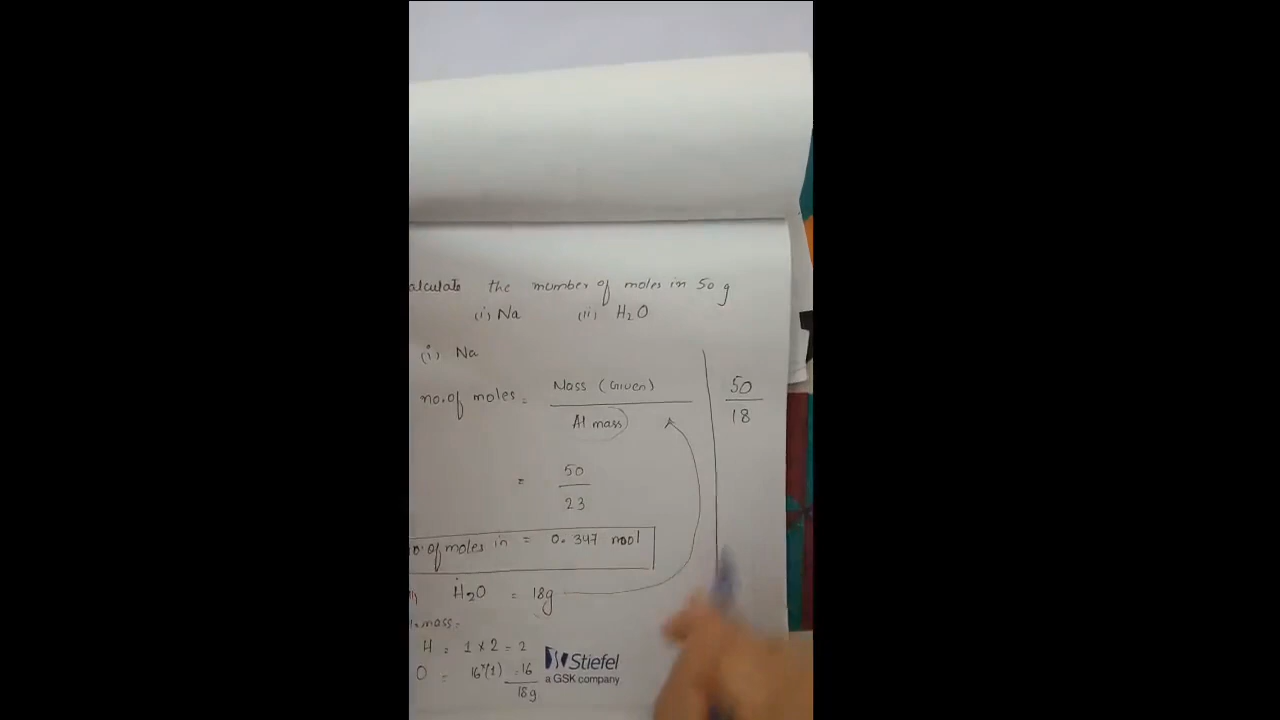 alculate the number of moles in 50 g
(i) Na (ii) H₂O
(i) Na
no. of moles = Mass (Given)
At mass
= 50
23
o. of moles in = 0.347 mol
H₂O = 18g
mass =
H = 1 × 2 = 2
O = 16 × (1) = 16
18g
50
18
Stiefel
a GSK company